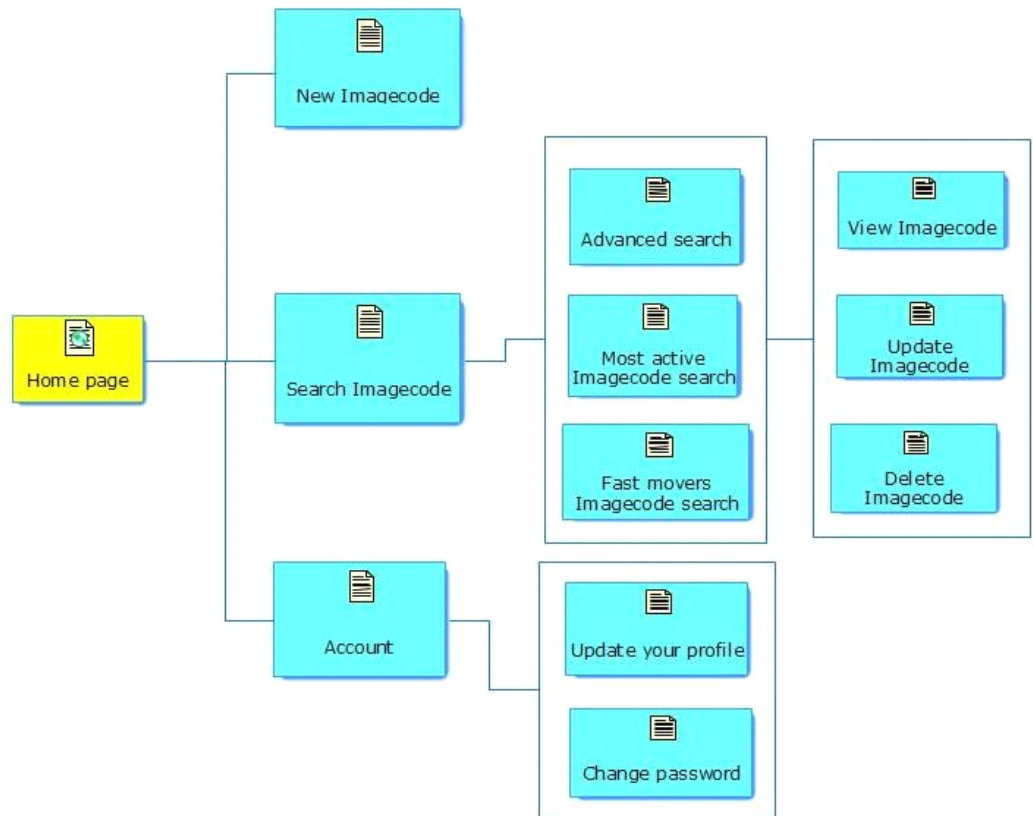 New Imagecode
Advanced search
View Imagecode
Home page
Search Imagecode
Most active
Imagecode search
Update
Imagecode
Fast movers
Imagecode search
Delete
Imagecode
Account
Update your profile
Change password